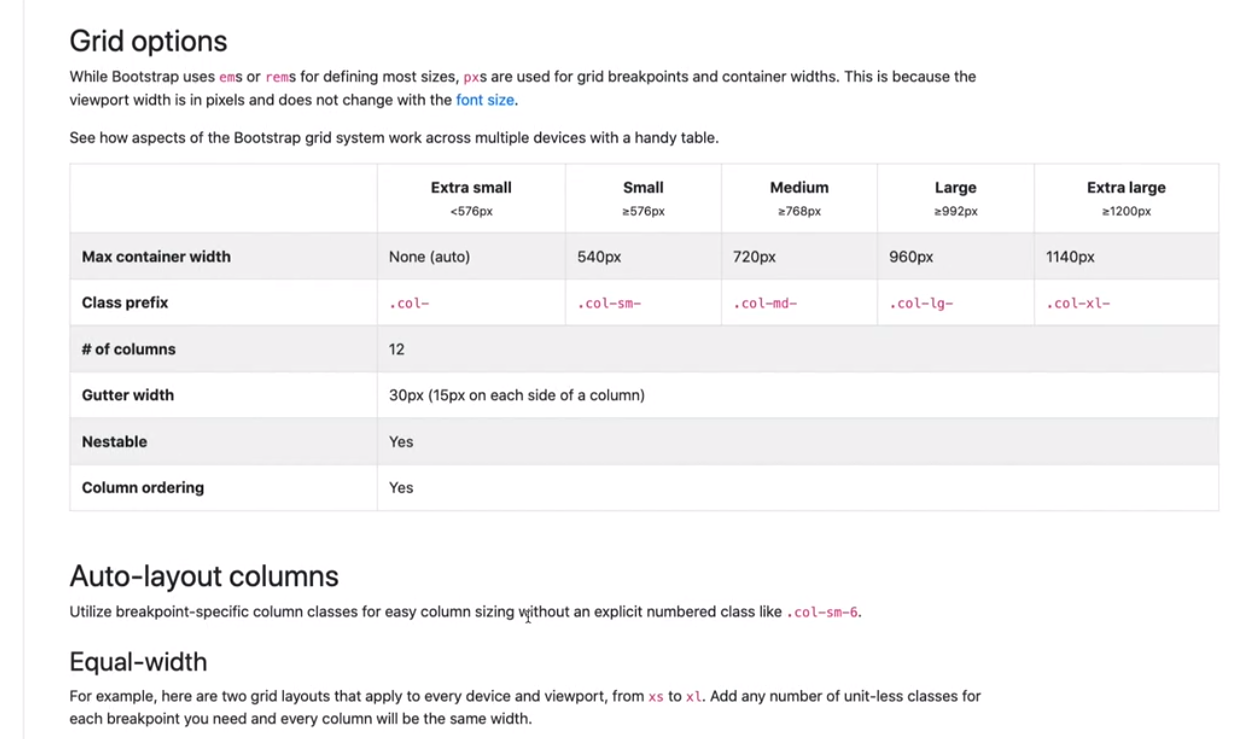 Grid options
While Bootstrap uses ems or rems for defining most sizes, pxs are used for grid breakpoints and container widths. This is because the
viewport width is in pixels and does not change with the font size.
See how aspects of the Bootstrap grid system work across multiple devices with a handy table.
Extra small Small Medium Large Extra large
<576px ≥576px ≥768px ≥992px ≥1200px
Max container width None (auto) 540px 720px 960px 1140px
Class prefix .col- .col-sm- .col-md- .col-lg- .col-xl-
# of columns 12
Gutter width 30px (15px on each side of a column)
Nestable Yes
Column ordering Yes
Auto-layout columns
Utilize breakpoint-specific column classes for easy column sizing without an explicit numbered class like .col-sm-6.
Equal-width
For example, here are two grid layouts that apply to every device and viewport, from xs to xl. Add any number of unit-less classes for
each breakpoint you need and every column will be the same width.